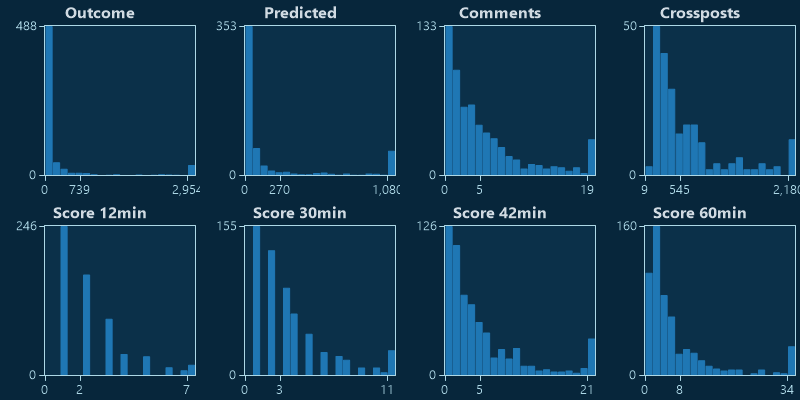 Outcome Predicted Comments Crossposts
488 353 133 50
0 0 0 0
0 739 2,954 0 270 1,080 0 5 19 9 545 2,180
Score 12min Score 30min Score 42min Score 60min
246 155 126 160
0 0 0 0
0 2 7 0 3 11 0 5 21 0 8 34